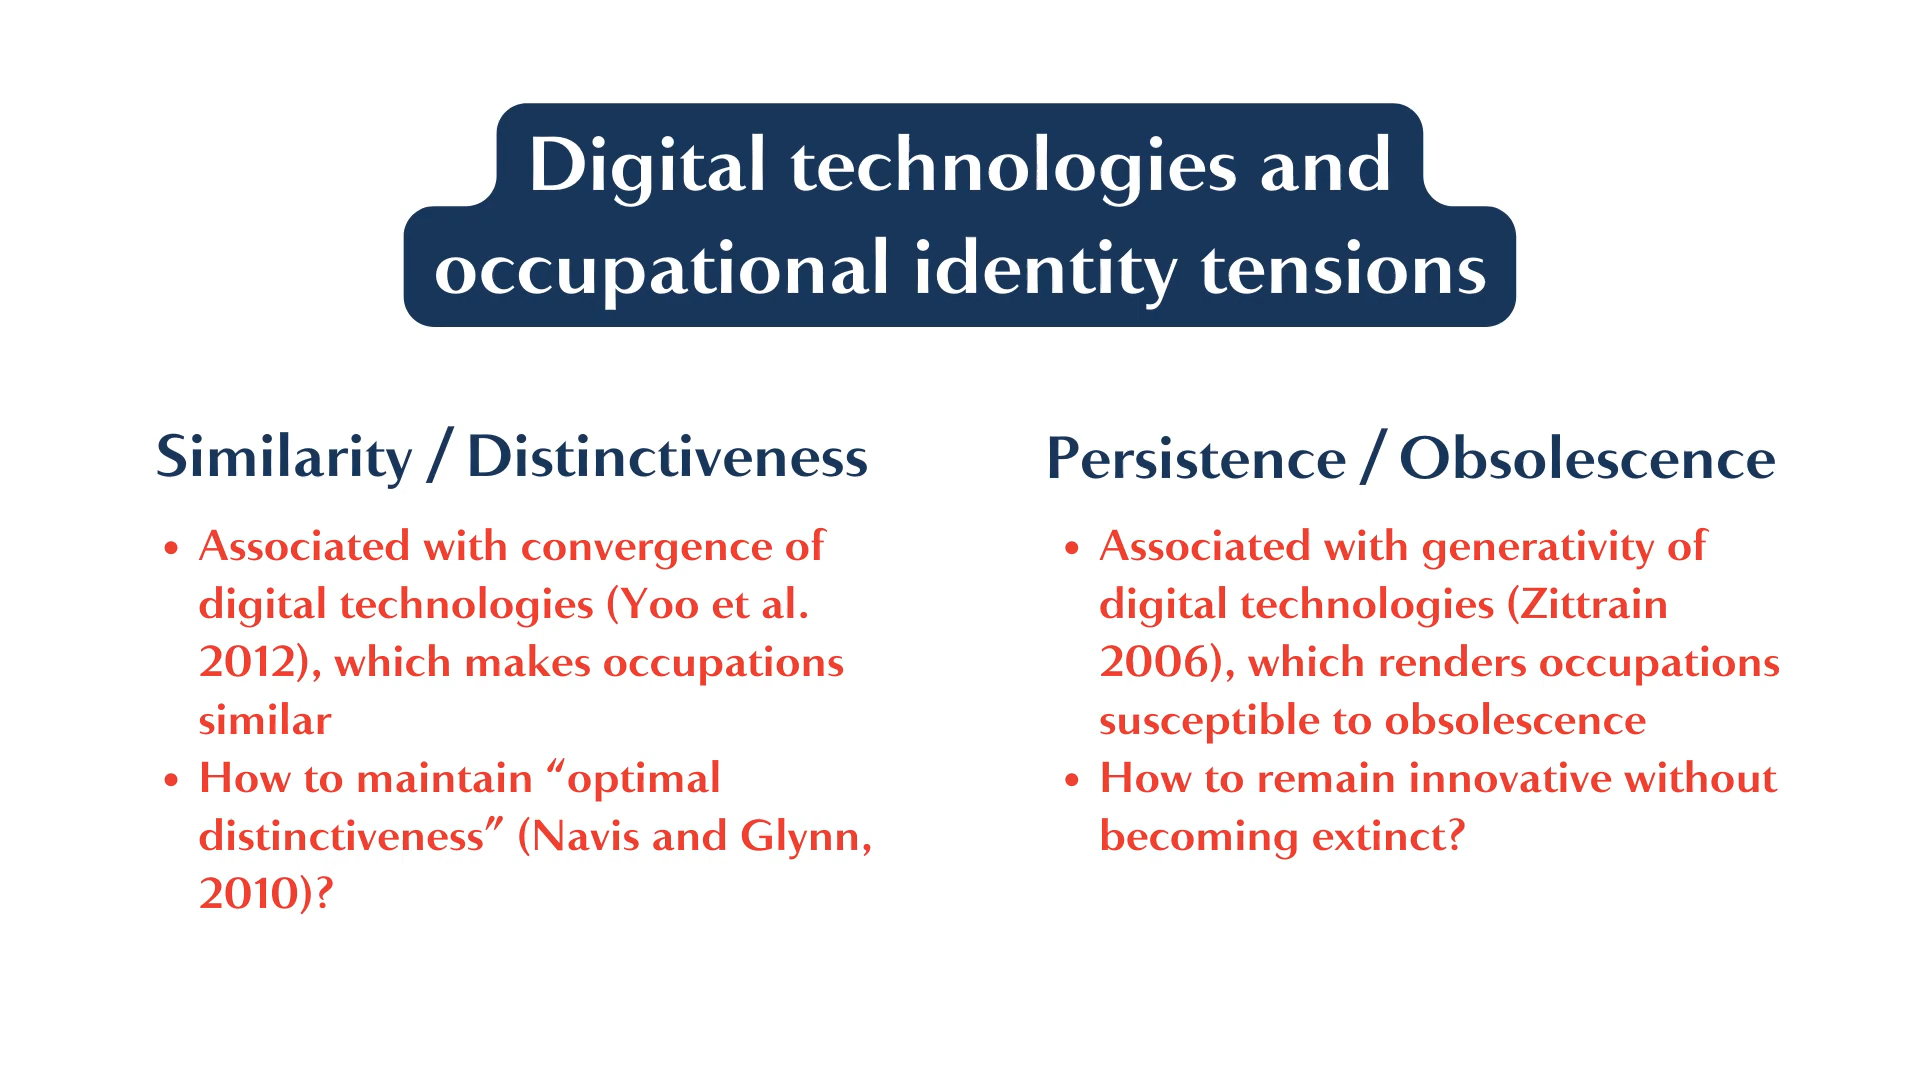 Digital technologies and
occupational identity tensions
Similarity / Distinctiveness
• Associated with convergence of
digital technologies (Yoo et al.
2012), which makes occupations
similar
• How to maintain “optimal
distinctiveness” (Navis and Glynn,
2010)?
Persistence / Obsolescence
• Associated with generativity of
digital technologies (Zittrain
2006), which renders occupations
susceptible to obsolescence
• How to remain innovative without
becoming extinct?